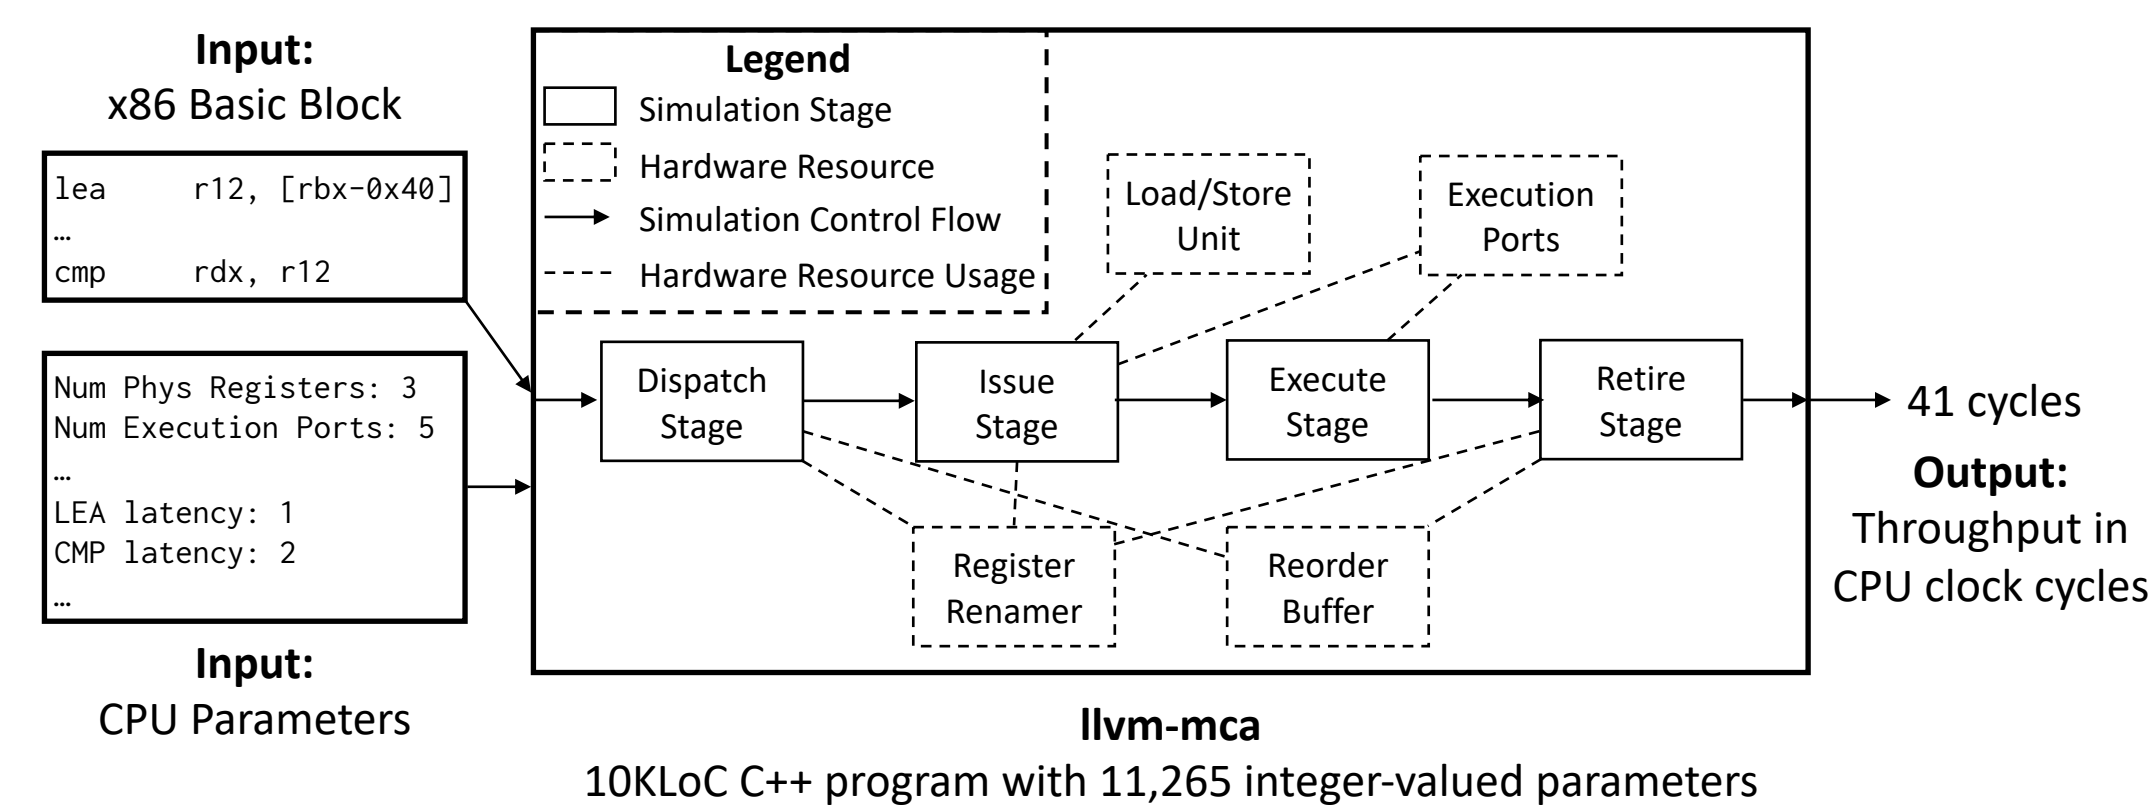 Input:
x86 Basic Block
lea r12, [rbx-0x40]
…
cmp rdx, r12
Num Phys Registers: 3
Num Execution Ports: 5
…
LEA latency: 1
CMP latency: 2
…
Input:
CPU Parameters
Legend
Simulation Stage
Hardware Resource
Simulation Control Flow
Hardware Resource Usage
Load/Store
Unit
Execution
Ports
Dispatch
Stage
Issue
Stage
Execute
Stage
Retire
Stage
Register
Renamer
Reorder
Buffer
41 cycles
Output:
Throughput in
CPU clock cycles
llvm-mca
10KLoC C++ program with 11,265 integer-valued parameters